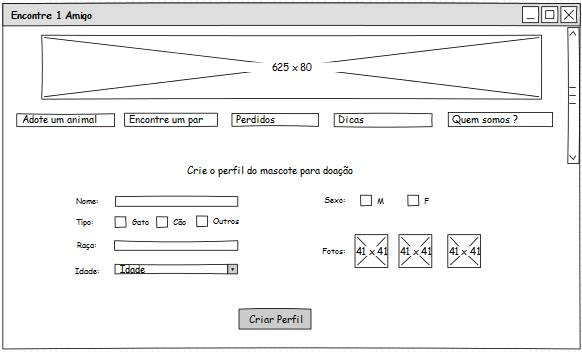 Encontre 1 Amigo
625 x 80
Adote um animal Encontre um par Perdidos Dicas Quem somos ?
Crie o perfil do mascote para doação
Nome: Sexo: M F
Tipo: Gato Cão Outros
Raça: Fotos: 41 x 41 41 x 41 41 x 41
Idade: Idade
Criar Perfil